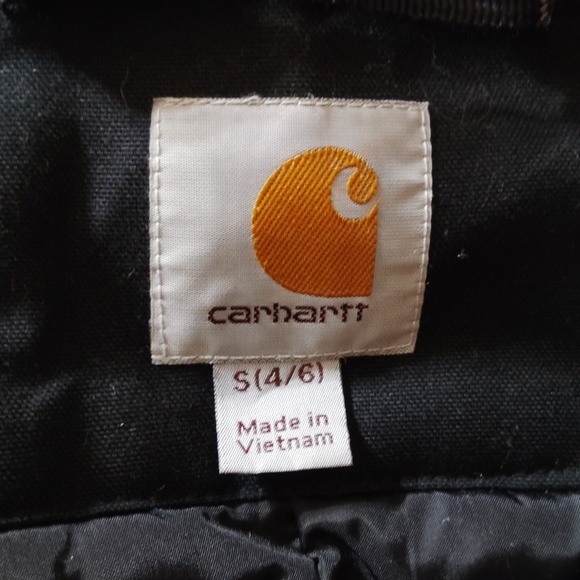 carhartt
S(4/6)
Made in
Vietnam